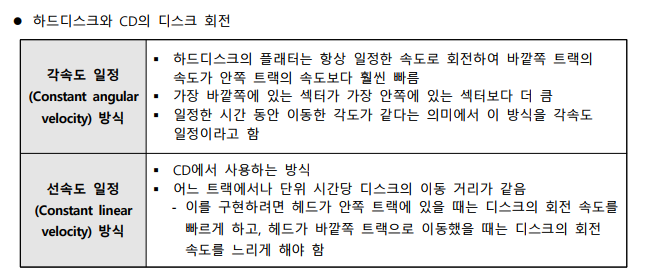 ● 하드디스크와 CD의 디스크 회전
각속도 일정
(Constant angular
velocity) 방식
▪ 하드디스크의 플래터는 항상 일정한 속도로 회전하여 바깥쪽 트랙의
속도가 안쪽 트랙의 속도보다 훨씬 빠름
▪ 가장 바깥쪽에 있는 섹터가 가장 안쪽에 있는 섹터보다 더 큼
▪ 일정한 시간 동안 이동한 각도가 같다는 의미에서 이 방식을 각속도
일정이라고 함
선속도 일정
(Constant linear
velocity) 방식
▪ CD에서 사용하는 방식
▪ 어느 트랙에서나 단위 시간당 디스크의 이동 거리가 같음
- 이를 구현하려면 헤드가 안쪽 트랙에 있을 때는 디스크의 회전 속도를
빠르게 하고, 헤드가 바깥쪽 트랙으로 이동했을 때는 디스크의 회전
속도를 느리게 해야 함